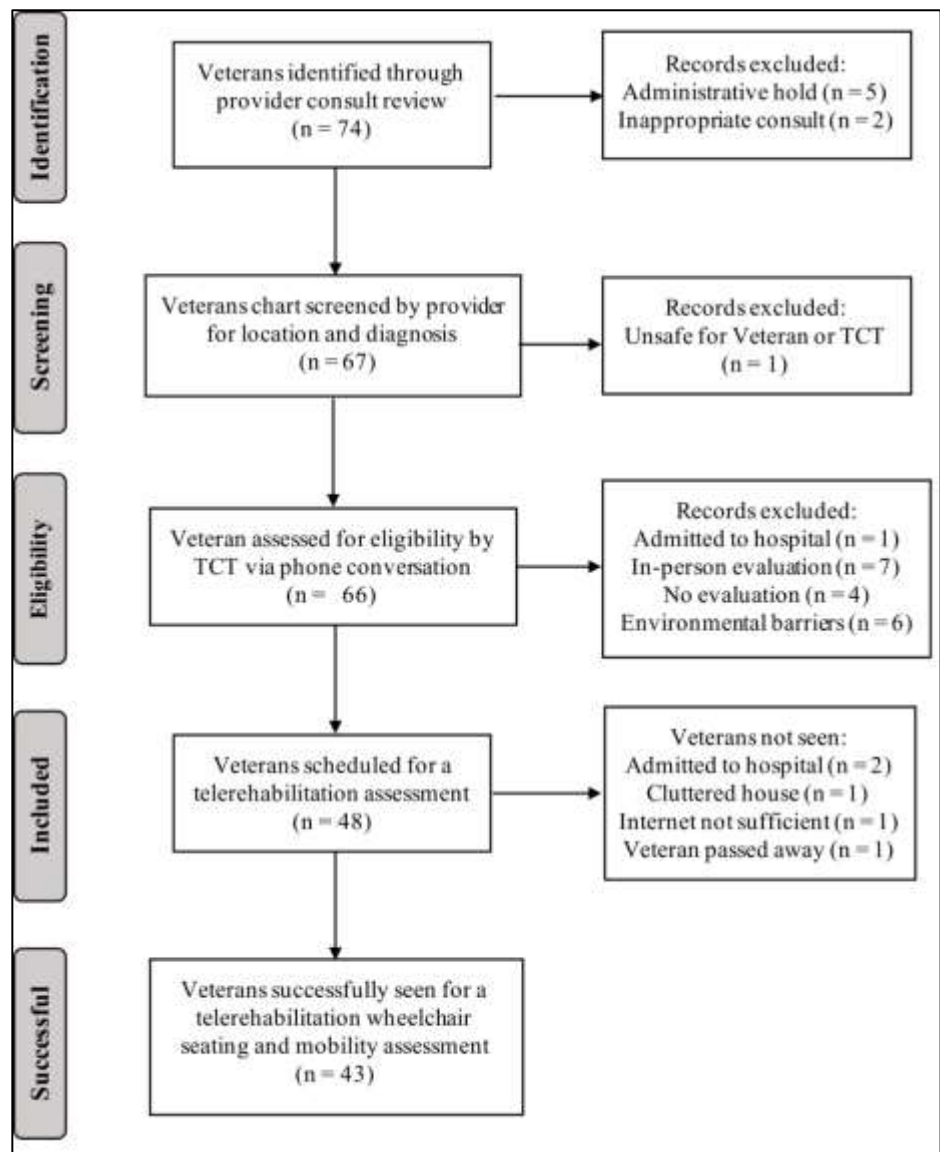 Identification
Veterans identified through
provider consult review
(n = 74)
Records excluded:
Administrative hold (n = 5)
Inappropriate consult (n = 2)
Screening
Veterans chart screened by provider
for location and diagnosis
(n = 67)
Records excluded:
Unsafe for Veteran or TCT
(n = 1)
Eligibility
Veteran assessed for eligibility by
TCT via phone conversation
(n = 66)
Records excluded:
Admitted to hospital (n = 1)
In-person evaluation (n = 7)
No evaluation (n = 4)
Environmental barriers (n = 6)
Included
Veterans scheduled for a
telerehabilitation assessment
(n = 48)
Veterans not seen:
Admitted to hospital (n = 2)
Cluttered house (n = 1)
Internet not sufficient (n = 1)
Veteran passed away (n = 1)
Successful
Veterans successfully seen for a
telerehabilitation wheelchair
seating and mobility assessment
(n = 43)